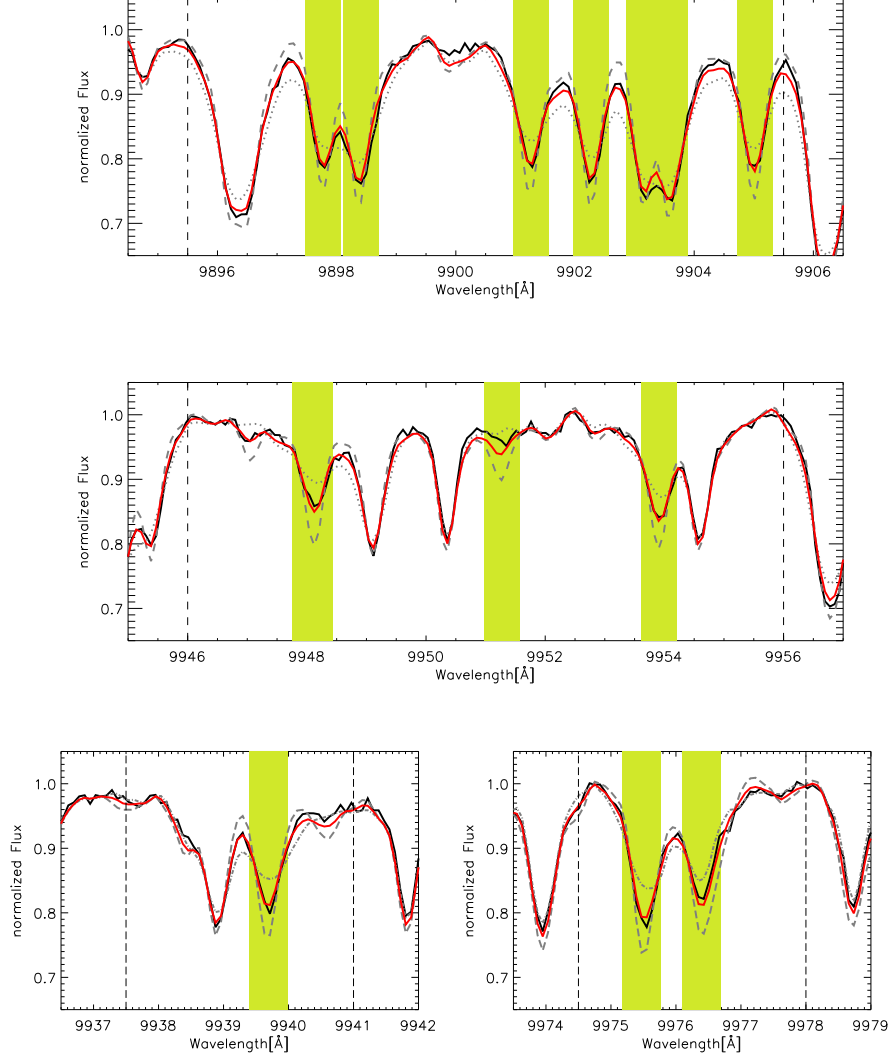 1.0
0.9
0.8
0.7
normalized Flux
9896 9898 9900 9902 9904 9906
Wavelength[Å]
1.0
0.9
0.8
0.7
normalized Flux
9946 9948 9950 9952 9954 9956
Wavelength[Å]
1.0
0.9
0.8
0.7
normalized Flux
9937 9938 9939 9940 9941 9942
Wavelength[Å]
1.0
0.9
0.8
0.7
normalized Flux
9974 9975 9976 9977 9978 9979
Wavelength[Å]